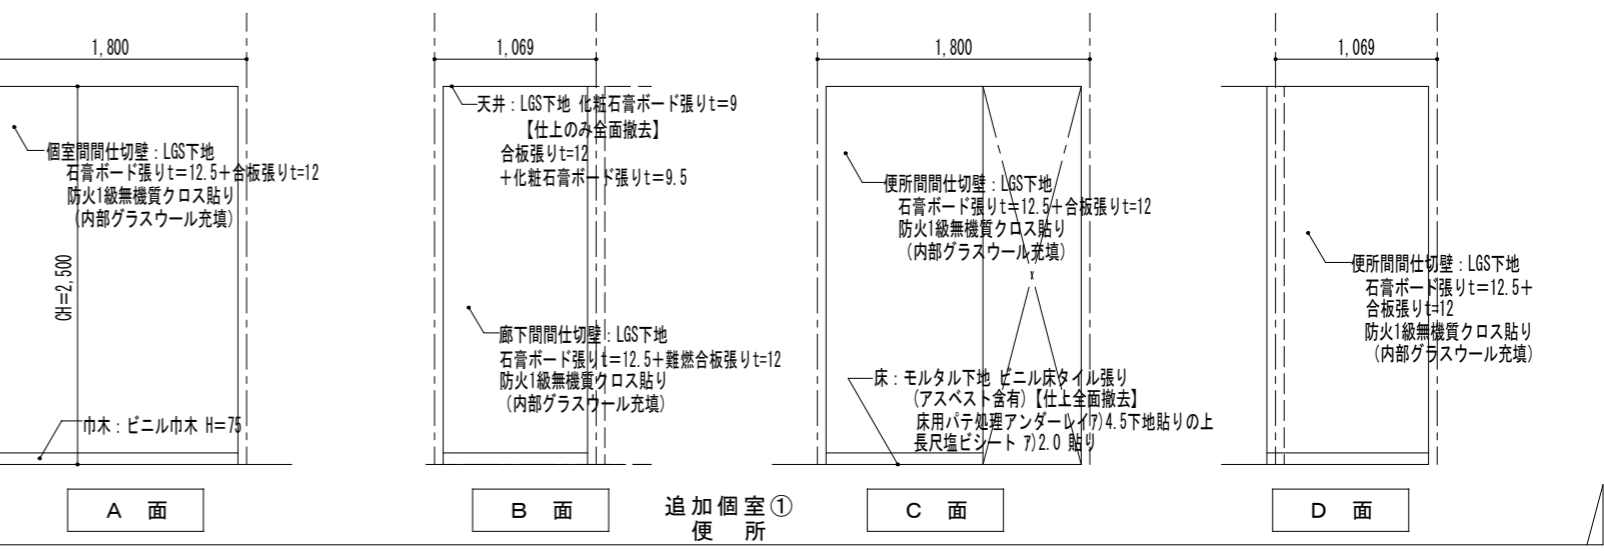 1,800
個室間間仕切壁：LGS下地
石膏ボード張りt＝12.5＋合板張りt=12
防火1級無機質クロス貼り
（内部グラスウール充填）
CH＝2,500
巾木：ビニル巾木 H＝75
A 面
1,069
天井：LGS下地 化粧石膏ボード張りt＝9
【仕上のみ全面撤去】
合板張りt=12
＋化粧石膏ボード張りt＝9.5
廊下間間仕切壁：LGS下地
石膏ボード張りt＝12.5＋難燃合板張りt=12
防火1級無機質クロス貼り
（内部グラスウール充填）
B 面
追加個室①
便 所
1,800
便所間間仕切壁：LGS下地
石膏ボード張りt＝12.5＋合板張りt=12
防火1級無機質クロス貼り
（内部グラスウール充填）
床：モルタル下地 ビニル床タイル張り
（アスベスト含有）【仕上全面撤去】
床用パテ処理アンダーレイｱ)4.5下地貼りの上
長尺塩ビシート ｱ)2.0 貼り
C 面
1,069
便所間間仕切壁：LGS下地
石膏ボード張りt＝12.5＋
合板張りt=12
防火1級無機質クロス貼り
（内部グラスウール充填）
D 面